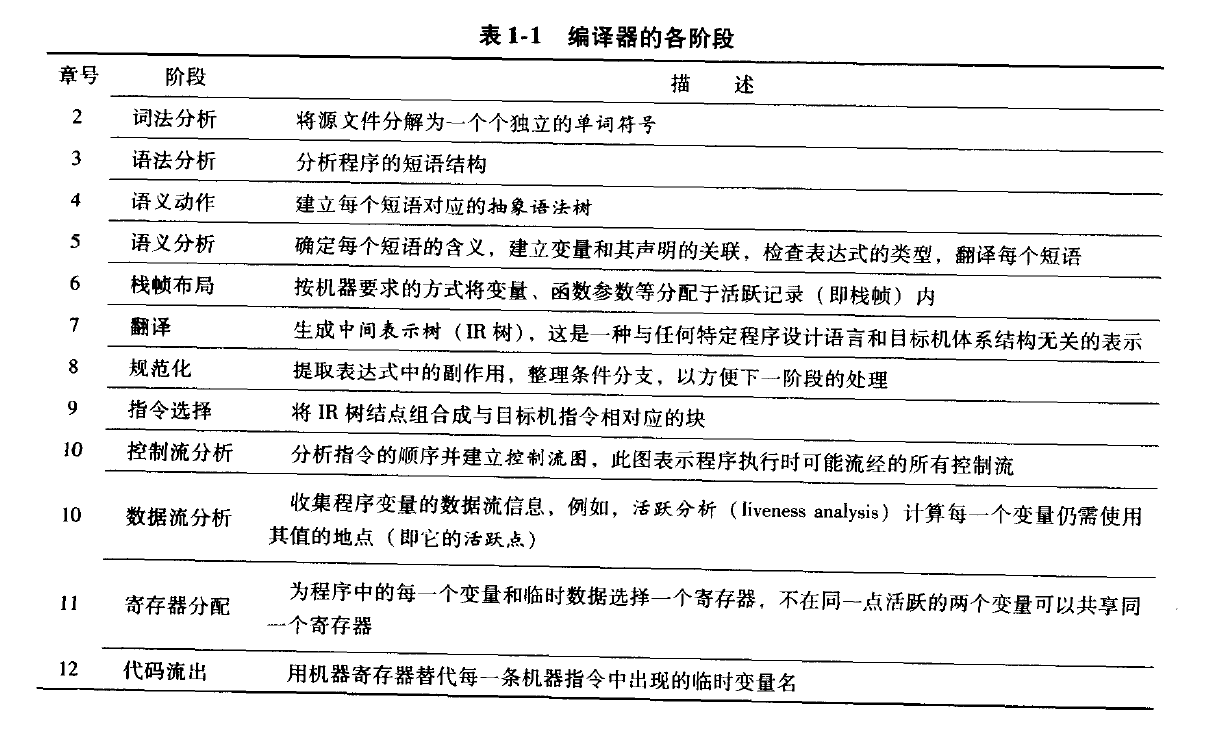 表1-1 编译器的各阶段
章号 阶段 描 述
2 词法分析 将源文件分解为一个个独立的单词符号
3 语法分析 分析程序的短语结构
4 语义动作 建立每个短语对应的抽象语法树
5 语义分析 确定每个短语的含义，建立变量和其声明的关联，检查表达式的类型，翻译每个短语
6 栈帧布局 按机器要求的方式将变量、函数参数等分配于活跃记录（即栈帧）内
7 翻译 生成中间表示树（IR 树），这是一种与任何特定程序设计语言和目标机体系结构无关的表示
8 规范化 提取表达式中的副作用，整理条件分支，以方便下一阶段的处理
9 指令选择 将 IR 树结点组合成与目标机指令相对应的块
10 控制流分析 分析指令的顺序并建立控制流图，此图表示程序执行时可能流经的所有控制流
10 数据流分析 收集程序变量的数据流信息，例如，活跃分析（liveness analysis）计算每一个变量仍需使用
其值的地点（即它的活跃点）
11 寄存器分配 为程序中的每一个变量和临时数据选择一个寄存器，不在同一点活跃的两个变量可以共享同
一个寄存器
12 代码流出 用机器寄存器替代每一条机器指令中出现的临时变量名